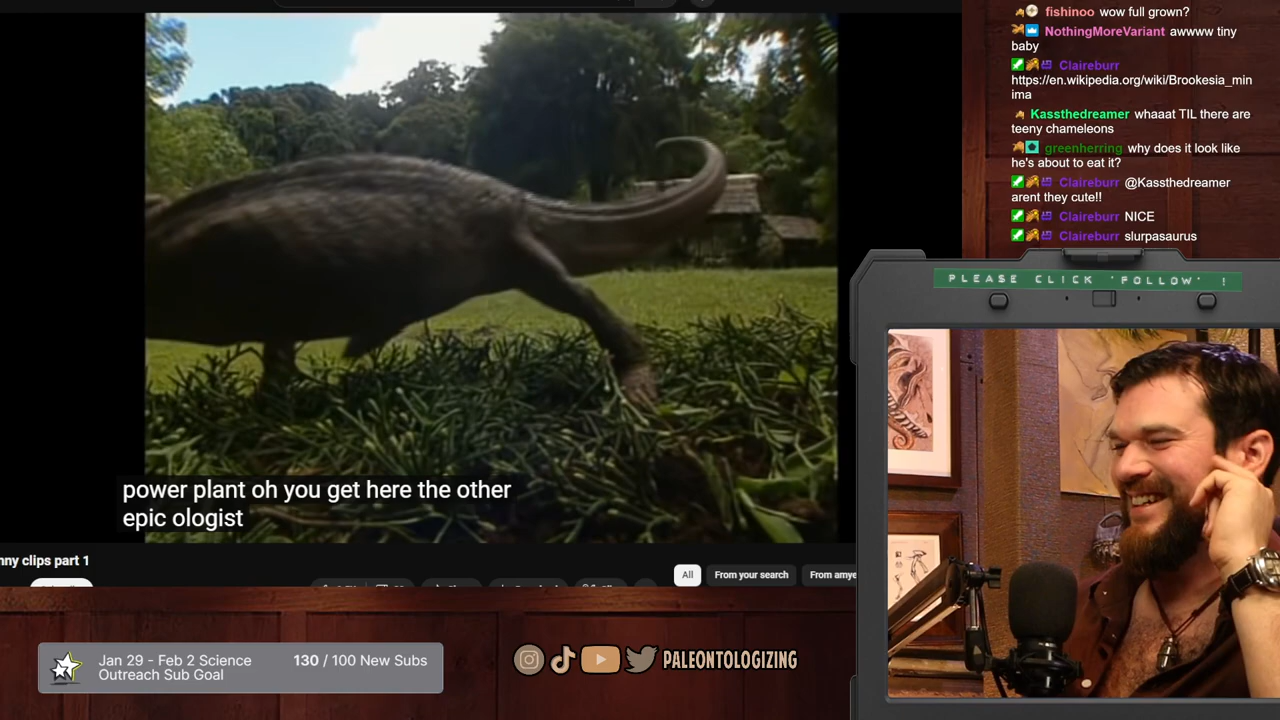 fishinoo wow full grown?
NothingMoreVariant awwww tiny
baby
Claireburr
https://en.wikipedia.org/wiki/Brookesia_min
ima
Kassthedreamer whaaat TIL there are
teeny chameleons
greenherring why does it look like
he's about to eat it?
Claireburr @Kassthedreamer
arent they cute!!
Claireburr NICE
Claireburr slurpasaurus
PLEASE CLICK "FOLLOW" !
power plant oh you get here the other
epic ologist
nny clips part 1
All
From your search
From amye
Jan 29 - Feb 2 Science
Outreach Sub Goal
130 / 100 New Subs
PALEONTOLOGIZING